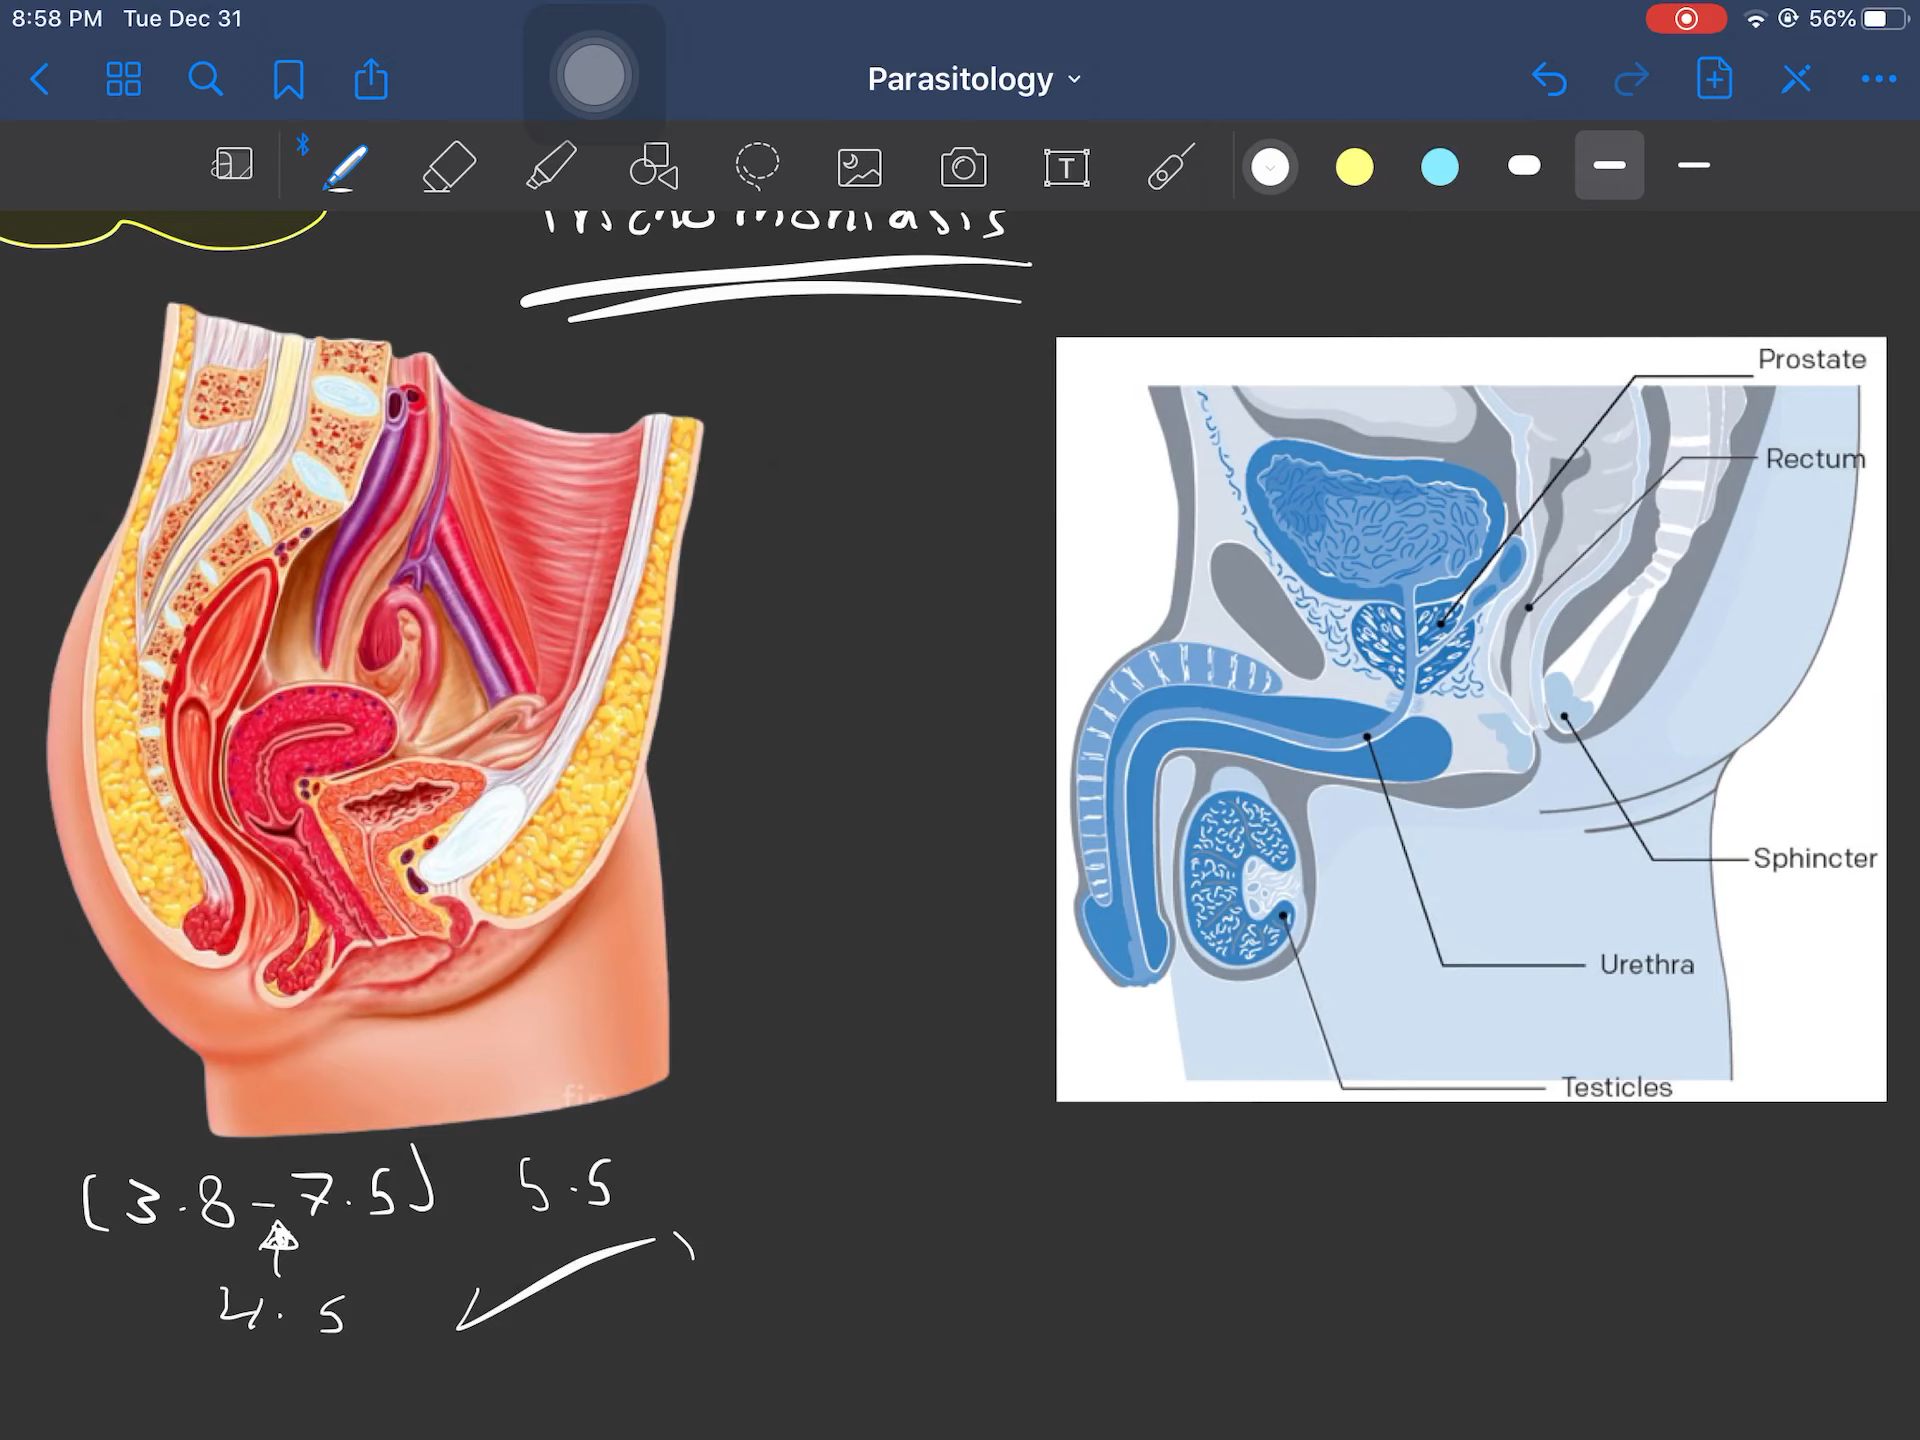 8:58 PM Tue Dec 31
56%
Parasitology
T
Trichomoniasis
Prostate
Rectum
Sphincter
Urethra
Testicles
(3.8-7.5) 5.5
4.5